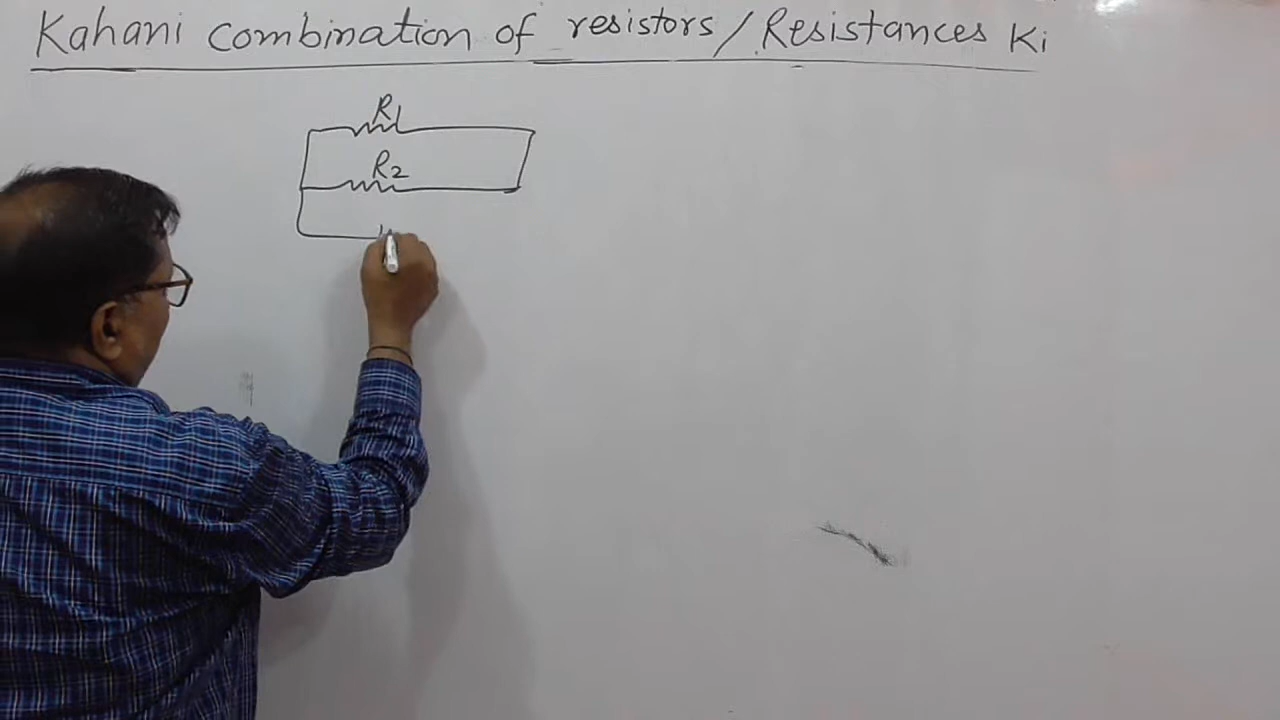 Kahani combination of resistors / Resistances Ki
R1
R2